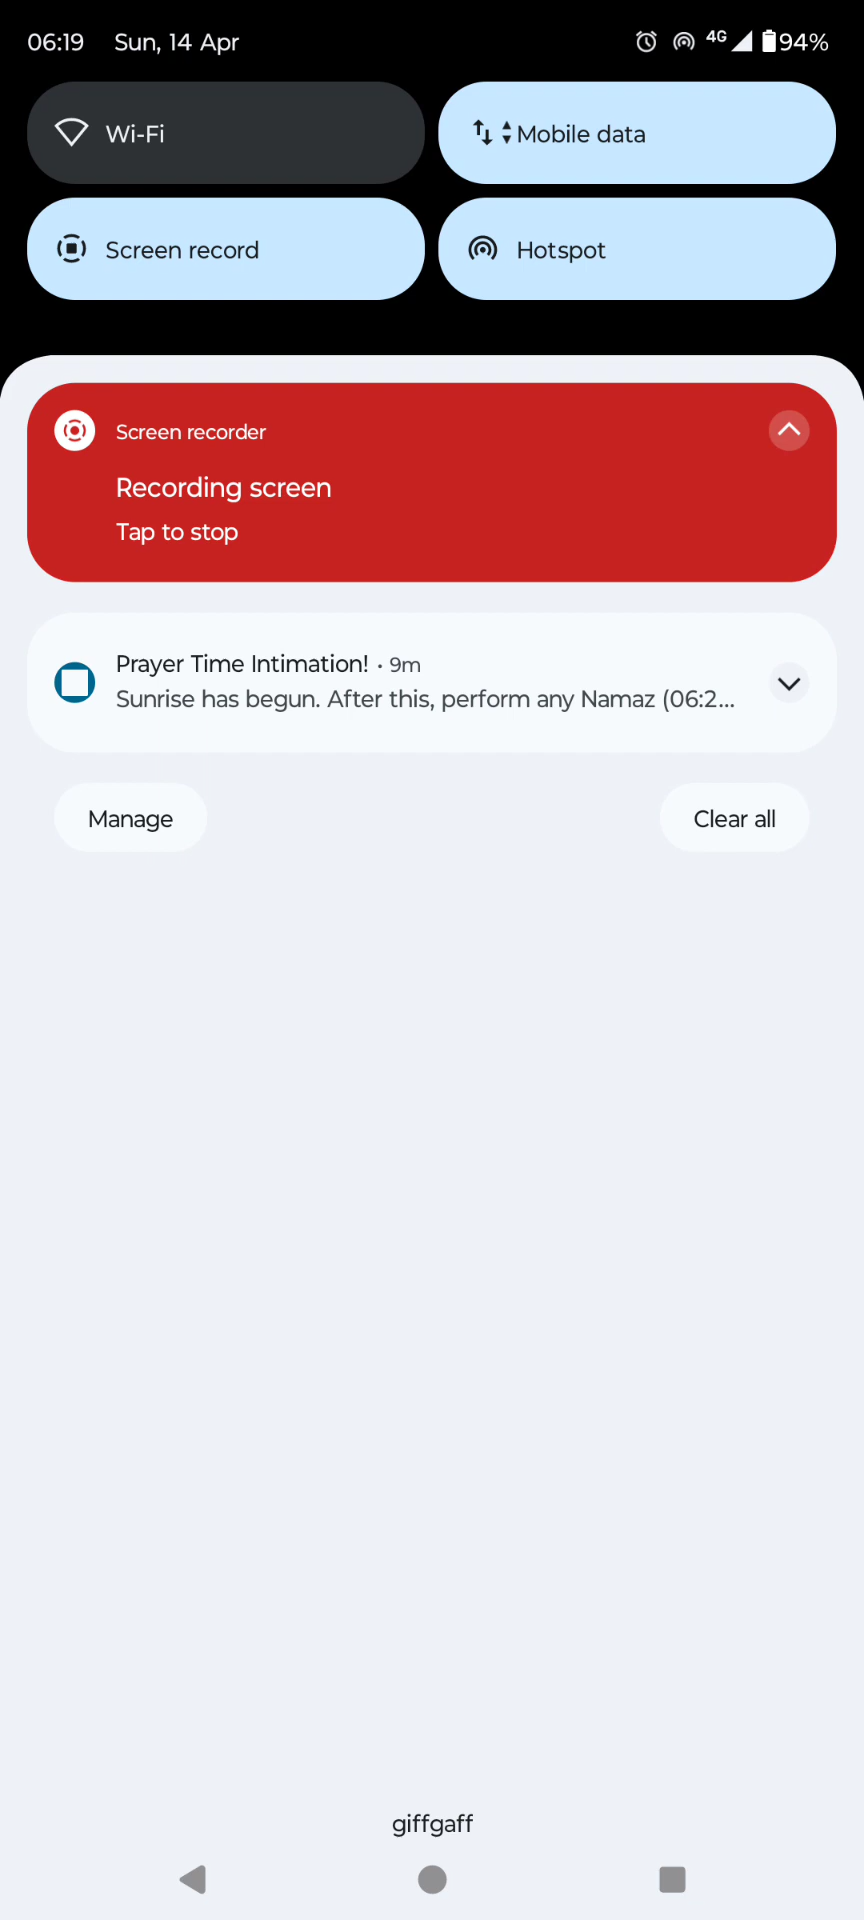 06:19 Sun, 14 Apr 4G 94%
Wi-Fi Mobile data
Screen record Hotspot
Screen recorder
Recording screen
Tap to stop
Prayer Time Intimation! • 9m
Sunrise has begun. After this, perform any Namaz (06:2...
Manage Clear all
giffgaff